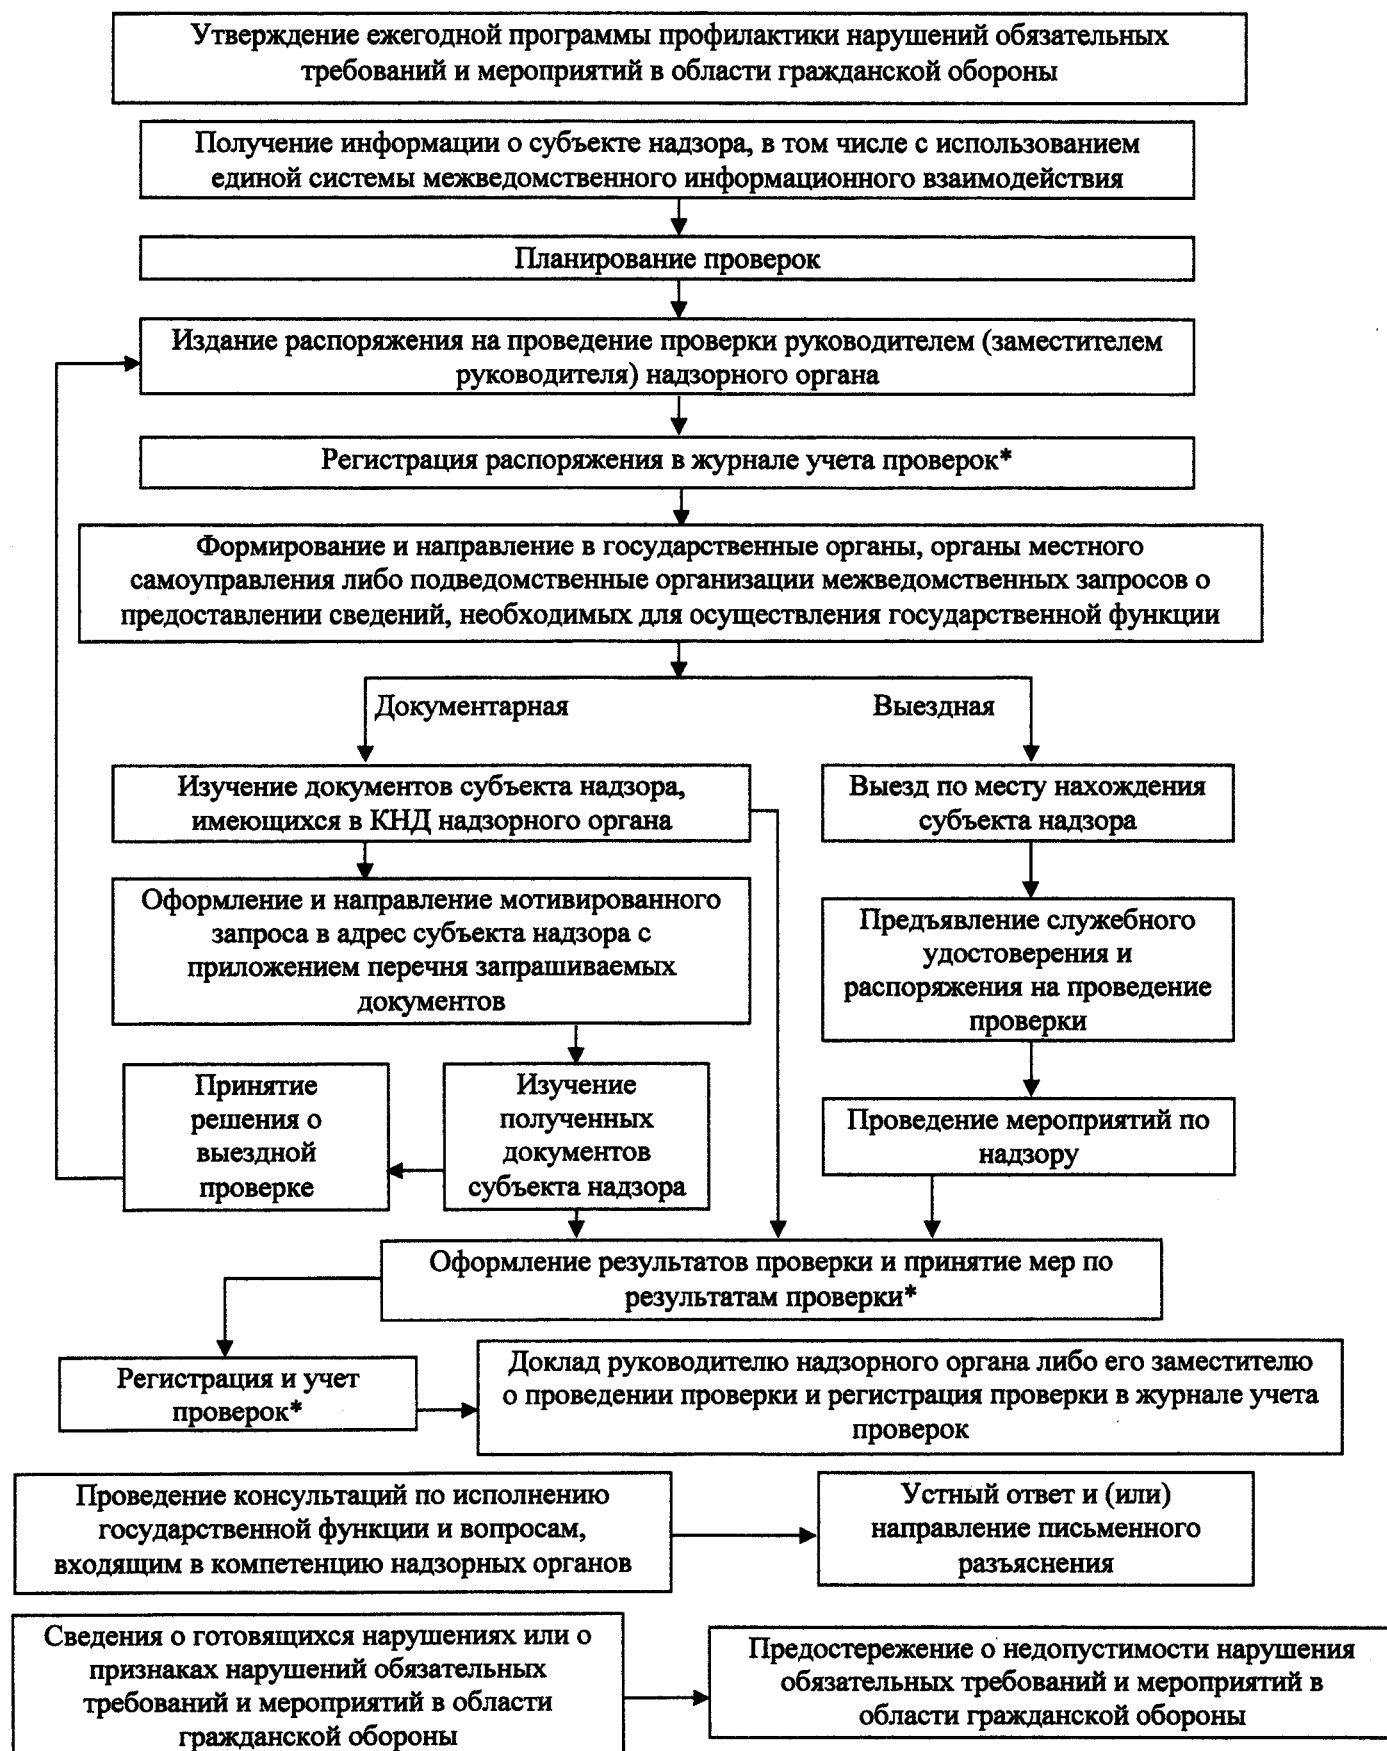 Утверждение ежегодной программы профилактики нарушений обязательных
требований и мероприятий в области гражданской обороны
Получение информации о субъекте надзора, в том числе с использованием
единой системы межведомственного информационного взаимодействия
Планирование проверок
Издание распоряжения на проведение проверки руководителем (заместителем
руководителя) надзорного органа
Регистрация распоряжения в журнале учета проверок*
Формирование и направление в государственные органы, органы местного
самоуправления либо подведомственные организации межведомственных запросов о
предоставлении сведений, необходимых для осуществления государственной функции
Документарная
Выездная
Изучение документов субъекта надзора,
имеющихся в КНД надзорного органа
Выезд по месту нахождения
субъекта надзора
Оформление и направление мотивированного
запроса в адрес субъекта надзора с
приложением перечня запрашиваемых
документов
Предъявление служебного
удостоверения и
распоряжения на проведение
проверки
Принятие
решения о
выездной
проверке
Изучение
полученных
документов
субъекта надзора
Проведение мероприятий по
надзору
Оформление результатов проверки и принятие мер по
результатам проверки*
Регистрация и учет
проверок*
Доклад руководителю надзорного органа либо его заместителю
о проведении проверки и регистрация проверки в журнале учета
проверок
Проведение консультаций по исполнению
государственной функции и вопросам,
входящим в компетенцию надзорных органов
Устный ответ и (или)
направление письменного
разъяснения
Сведения о готовящихся нарушениях или о
признаках нарушений обязательных
требований и мероприятий в области
гражданской обороны
Предостережение о недопустимости нарушения
обязательных требований и мероприятий в
области гражданской обороны